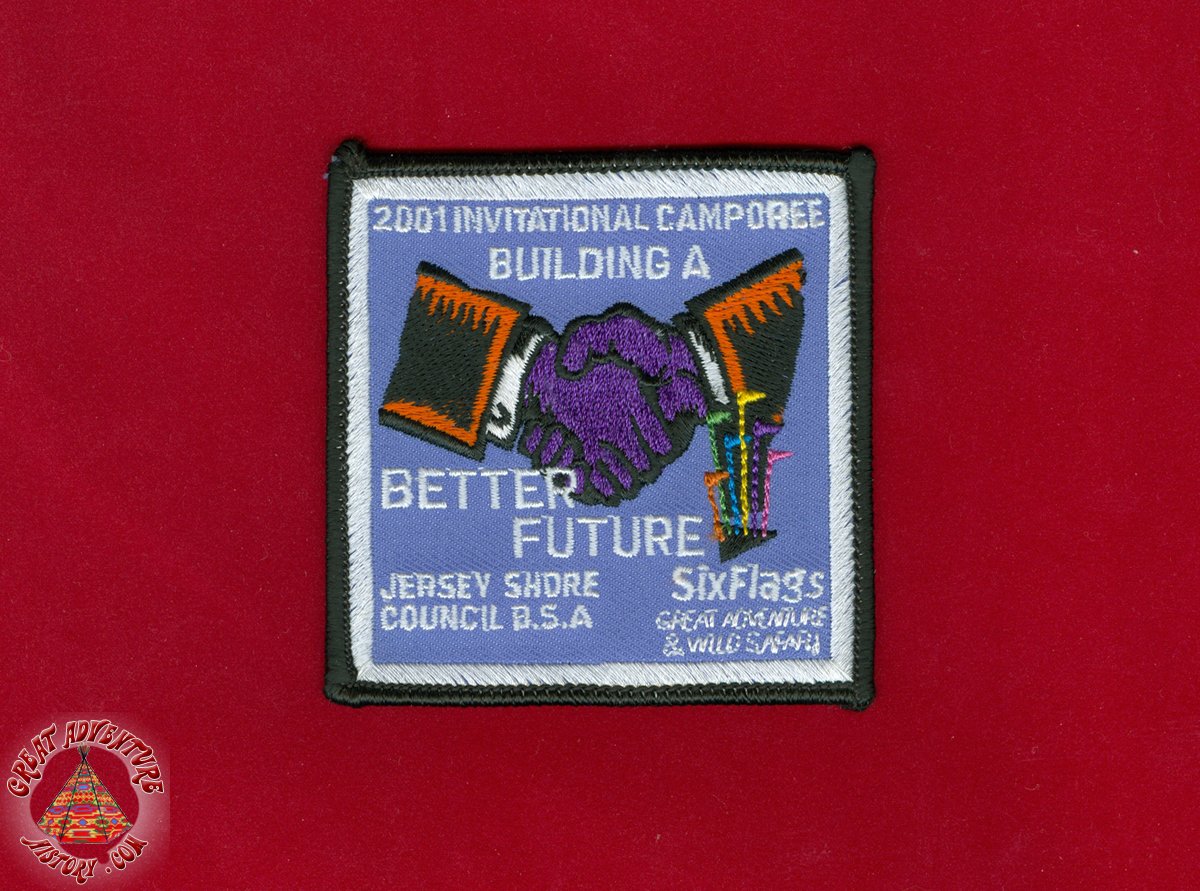 2001 INVITATIONAL CAMPOREE
BUILDING A
BETTER
FUTURE
JERSEY SHORE
COUNCIL B.S.A
SixFlags
GREAT ADVENTURE
& WILD SAFARI
GREAT ADVENTURE
HISTORY.COM